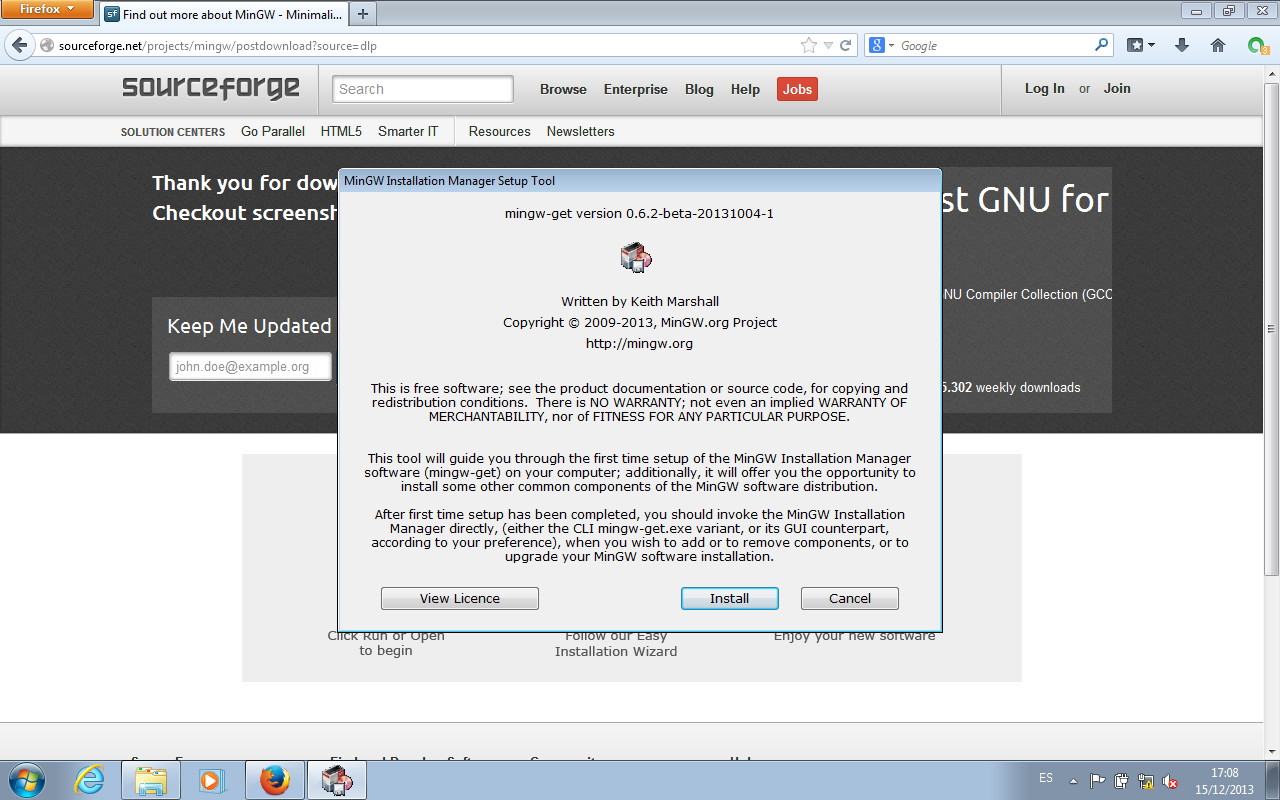 Firefox
Find out more about MinGW - Minimali...
sourceforge.net/projects/mingw/postdownload?source=dlp
Google
sourceforge
Search
Browse
Enterprise
Blog
Help
Jobs
Log In or Join
SOLUTION CENTERS
Go Parallel
HTML5
Smarter IT
Resources
Newsletters
Thank you for dow
Checkout screensh
st GNU for
NU Compiler Collection (GCC
Keep Me Updated
john.doe@example.org
5.302 weekly downloads
MinGW Installation Manager Setup Tool
mingw-get version 0.6.2-beta-20131004-1
Written by Keith Marshall
Copyright © 2009-2013, MinGW.org Project
http://mingw.org
This is free software; see the product documentation or source code, for copying and
redistribution conditions. There is NO WARRANTY; not even an implied WARRANTY OF
MERCHANTABILITY, nor of FITNESS FOR ANY PARTICULAR PURPOSE.
This tool will guide you through the first time setup of the MinGW Installation Manager
software (mingw-get) on your computer; additionally, it will offer you the opportunity to
install some other common components of the MinGW software distribution.
After first time setup has been completed, you should invoke the MinGW Installation
Manager directly, (either the CLI mingw-get.exe variant, or its GUI counterpart,
according to your preference), when you wish to add or to remove components, or to
upgrade your MinGW software installation.
View Licence
Install
Cancel
Click Run or Open
to begin
Follow our Easy
Installation Wizard
Enjoy your new software
ES
17:08
15/12/2013